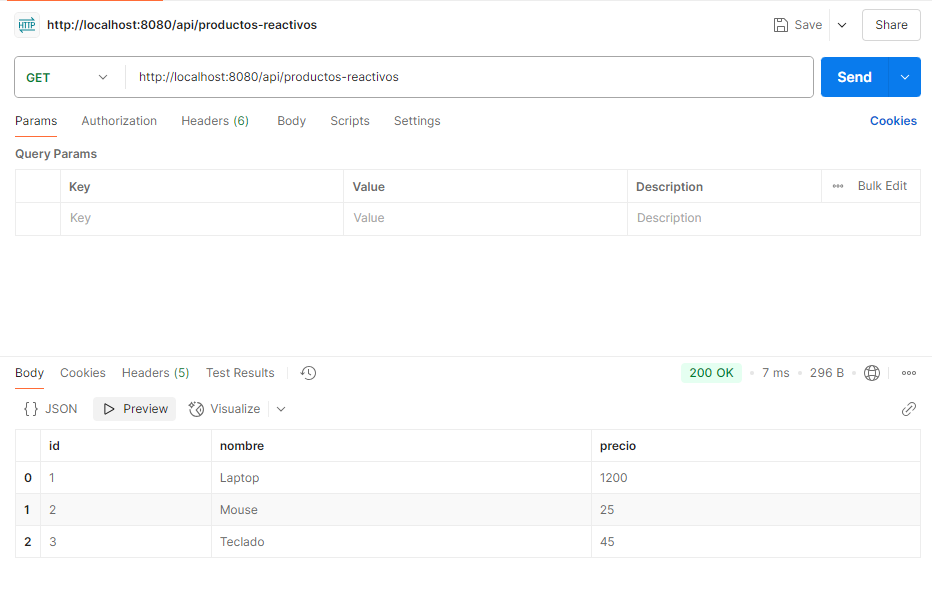 HTTP http://localhost:8080/api/productos-reactivos Save Share
GET http://localhost:8080/api/productos-reactivos Send
Params Authorization Headers (6) Body Scripts Settings Cookies
Query Params
Key Value Description Bulk Edit
Key Value Description
Body Cookies Headers (5) Test Results 200 OK 7 ms 296 B
{} JSON Preview Visualize
id nombre precio
0 1 Laptop 1200
1 2 Mouse 25
2 3 Teclado 45